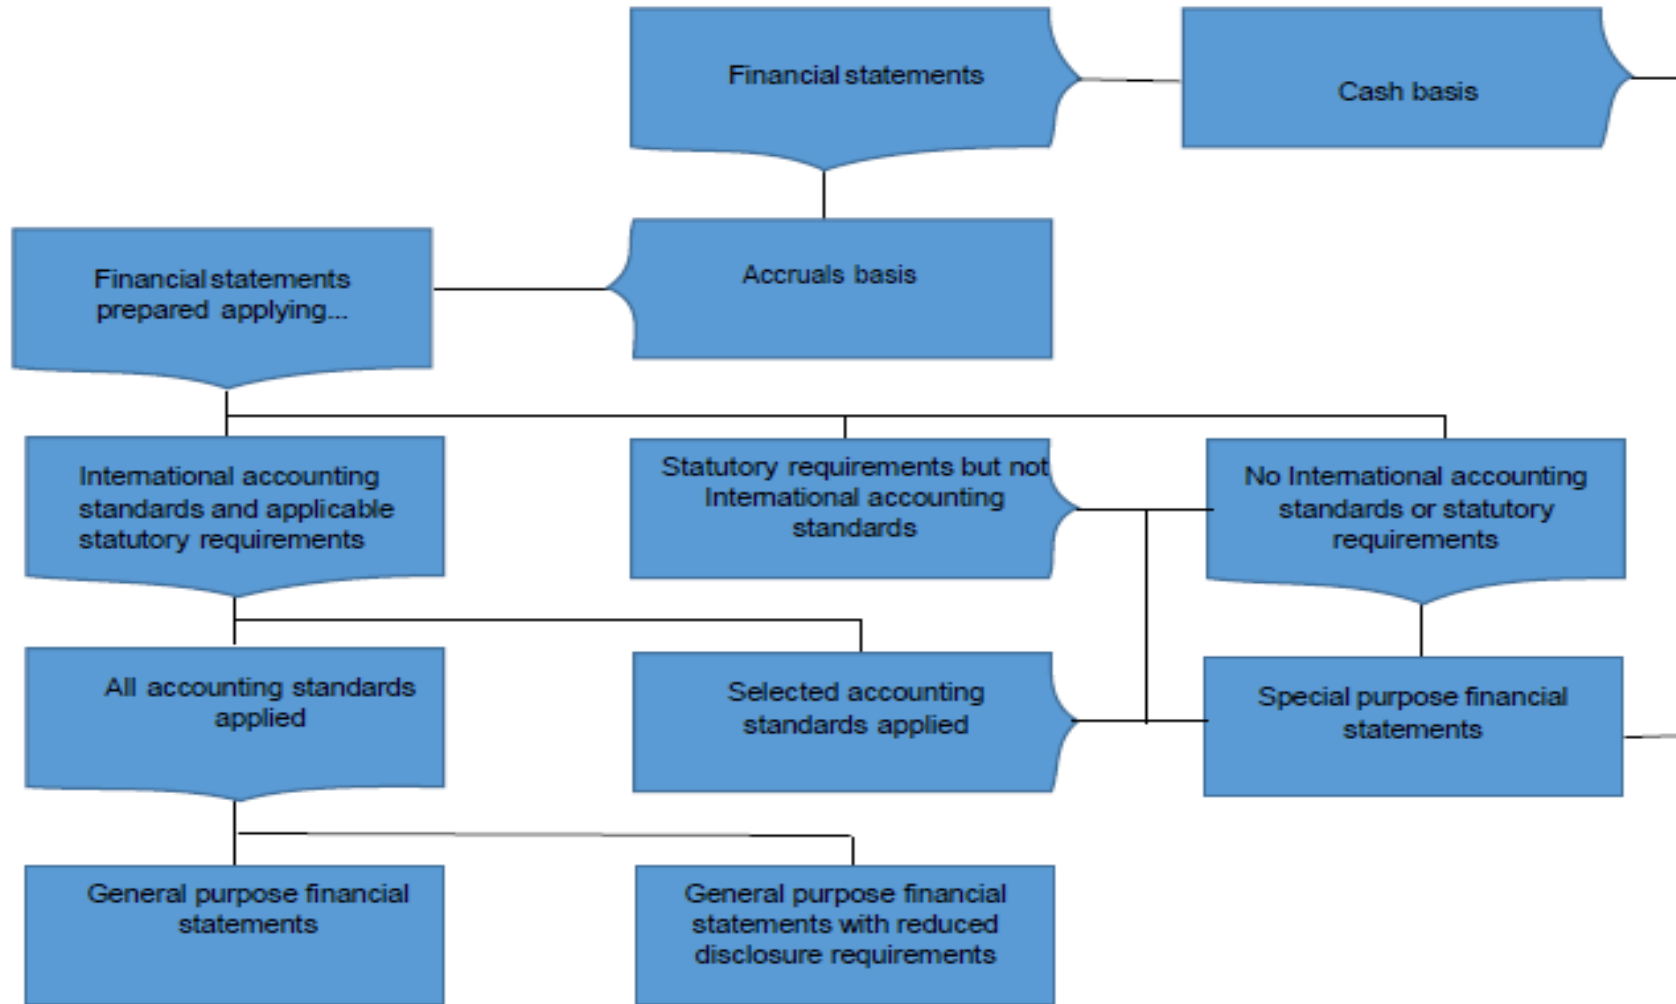 Financial statements
Cash basis
Accruals basis
Financial statements
prepared applying...
International accounting
standards and applicable
statutory requirements
Statutory requirements but not
International accounting
standards
No International accounting
standards or statutory
requirements
All accounting standards
applied
Selected accounting
standards applied
Special purpose financial
statements
General purpose financial
statements
General purpose financial
statements with reduced
disclosure requirements